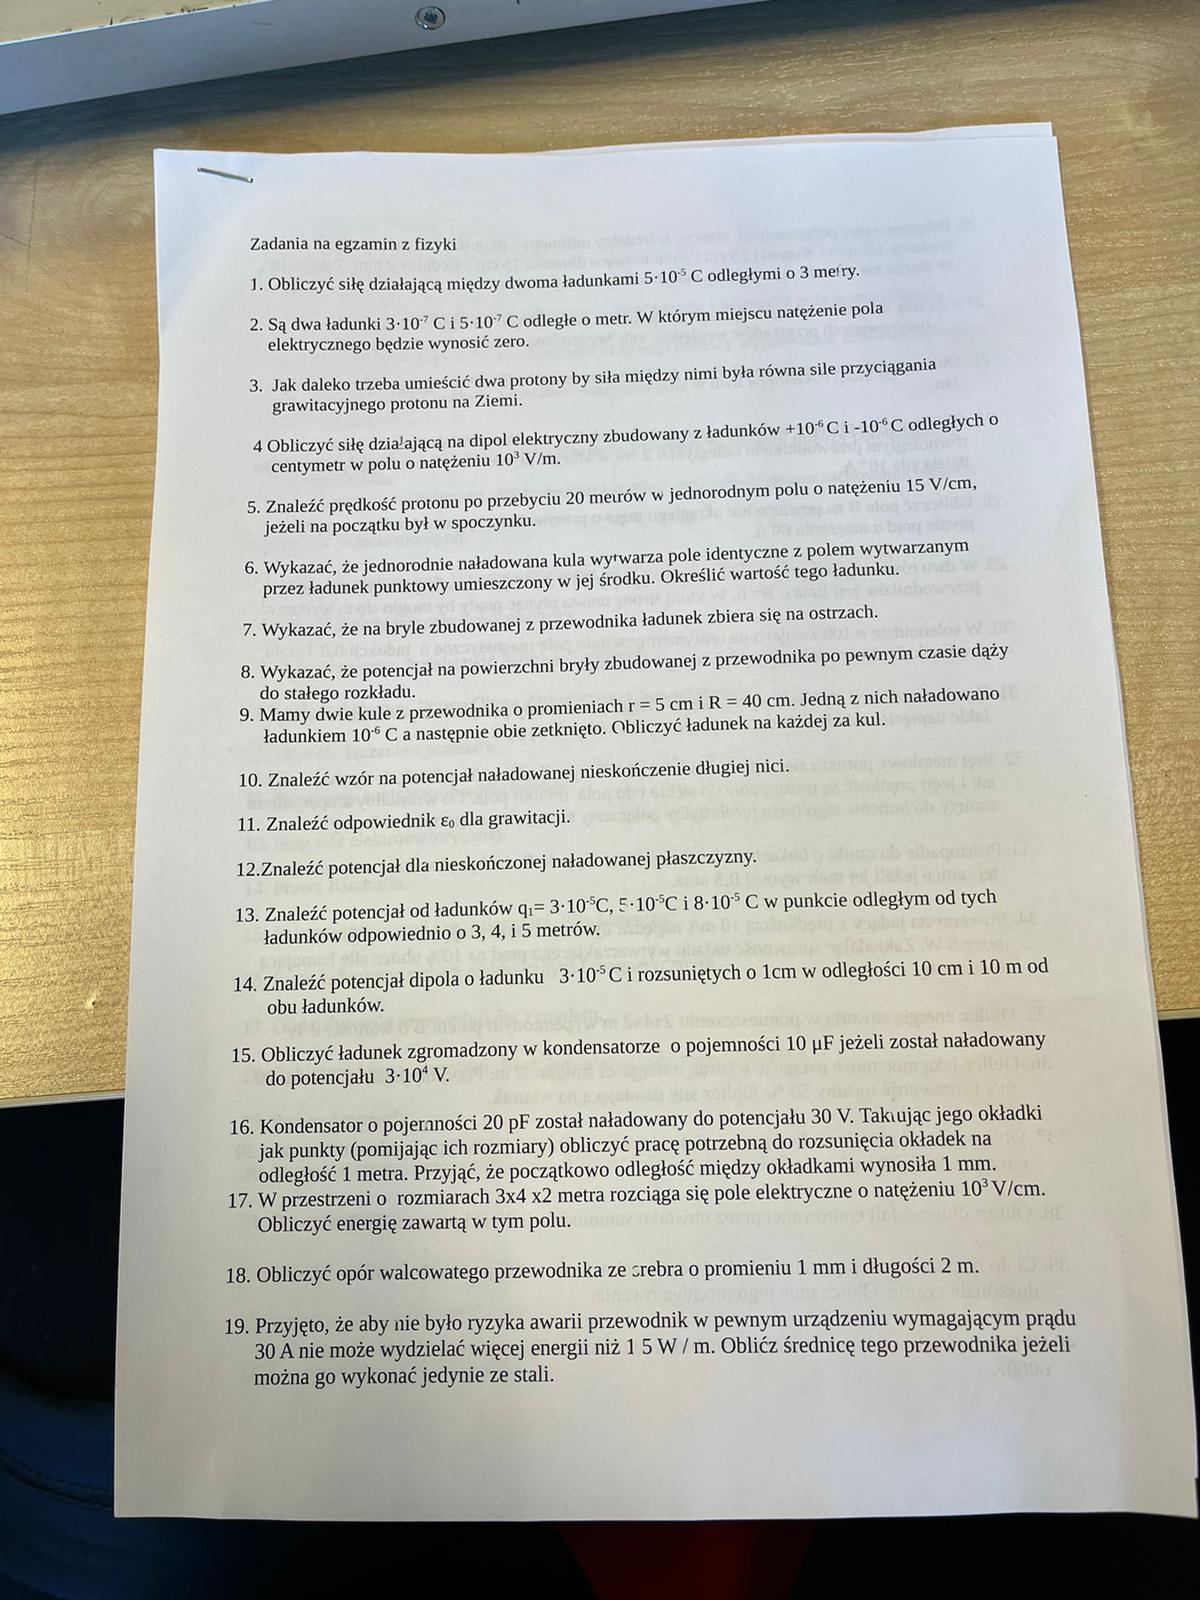 Zadania na egzamin z fizyki
1. Obliczyć siłę działającą między dwoma ładunkami 5·10⁻⁵ C odległymi o 3 metry.
2. Są dwa ładunki 3·10⁻⁷ C i 5·10⁻⁷ C odległe o metr. W którym miejscu natężenie pola
elektrycznego będzie wynosić zero.
3. Jak daleko trzeba umieścić dwa protony by siła między nimi była równa sile przyciągania
grawitacyjnego protonu na Ziemi.
4 Obliczyć siłę działającą na dipol elektryczny zbudowany z ładunków +10⁻⁶ C i -10⁻⁶ C odległych o
centymetr w polu o natężeniu 10³ V/m.
5. Znaleźć prędkość protonu po przebyciu 20 metrów w jednorodnym polu o natężeniu 15 V/cm,
jeżeli na początku był w spoczynku.
6. Wykazać, że jednorodnie naładowana kula wytwarza pole identyczne z polem wytwarzanym
przez ładunek punktowy umieszczony w jej środku. Określić wartość tego ładunku.
7. Wykazać, że na bryle zbudowanej z przewodnika ładunek zbiera się na ostrzach.
8. Wykazać, że potencjał na powierzchni bryły zbudowanej z przewodnika po pewnym czasie dąży
do stałego rozkładu.
9. Mamy dwie kule z przewodnika o promieniach r = 5 cm i R = 40 cm. Jedną z nich naładowano
ładunkiem 10⁻⁶ C a następnie obie zetknięto. Obliczyć ładunek na każdej za kul.
10. Znaleźć wzór na potencjał naładowanej nieskończenie długiej nici.
11. Znaleźć odpowiednik ε₀ dla grawitacji.
12.Znaleźć potencjał dla nieskończonej naładowanej płaszczyzny.
13. Znaleźć potencjał od ładunków q₁= 3·10⁻⁵C, 5·10⁻⁵C i 8·10⁻⁵ C w punkcie odległym od tych
ładunków odpowiednio o 3, 4, i 5 metrów.
14. Znaleźć potencjał dipola o ładunku 3·10⁻⁵ C i rozsuniętych o 1cm w odległości 10 cm i 10 m od
obu ładunków.
15. Obliczyć ładunek zgromadzony w kondensatorze o pojemności 10 μF jeżeli został naładowany
do potencjału 3·10⁴ V.
16. Kondensator o pojemności 20 pF został naładowany do potencjału 30 V. Taktując jego okładki
jak punkty (pomijając ich rozmiary) obliczyć pracę potrzebną do rozsunięcia okładek na
odległość 1 metra. Przyjąć, że początkowo odległość między okładkami wynosiła 1 mm.
17. W przestrzeni o rozmiarach 3x4 x2 metra rozciąga się pole elektryczne o natężeniu 10³ V/cm.
Obliczyć energię zawartą w tym polu.
18. Obliczyć opór walcowatego przewodnika ze srebra o promieniu 1 mm i długości 2 m.
19. Przyjęto, że aby nie było ryzyka awarii przewodnik w pewnym urządzeniu wymagającym prądu
30 A nie może wydzielać więcej energii niż 1 5 W / m. Oblićz średnicę tego przewodnika jeżeli
można go wykonać jedynie ze stali.